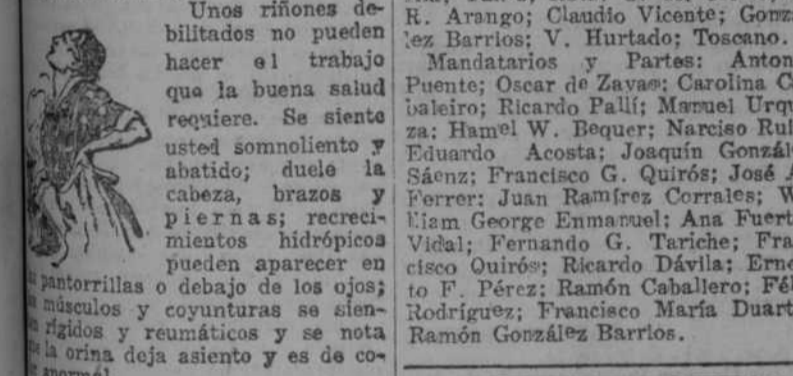 Unos riñones de-
bilitados no pueden
hacer el trabajo
que la buena salud
requiere. Se siente
usted somnoliento y
abatido; duele la
cabeza, brazos y
piernas; recreci-
mientos hidrópicos
pueden aparecer en
pantorrillas o debajo de los ojos;
músculos y coyunturas se sien-
rígidos y reumáticos y se nota
la orina deja asiento y es de co-
anormal
R. Arango; Claudio Vicente; Gonz
ez Barrios; V. Hurtado; Toscano.
Mandatarios y Partes: Anton
Puente; Oscar de Zayas; Carolina C
baleiro; Ricardo Pallí; Manuel Urqu
za; Hamel W. Bequer; Narciso Rui
Eduardo Acosta; Joaquín Gonzál
Sáenz; Francisco G. Quirós; José A
Ferrer; Juan Ramírez Corrales; W
liam George Enmanuel; Ana Fuert
Vidal; Fernando G. Tariche; Fra
cisco Quirós; Ricardo Dávila; Erne
to F. Pérez; Ramón Caballero; Fél
Rodríguez; Francisco María Duart
Ramón González Barrios.